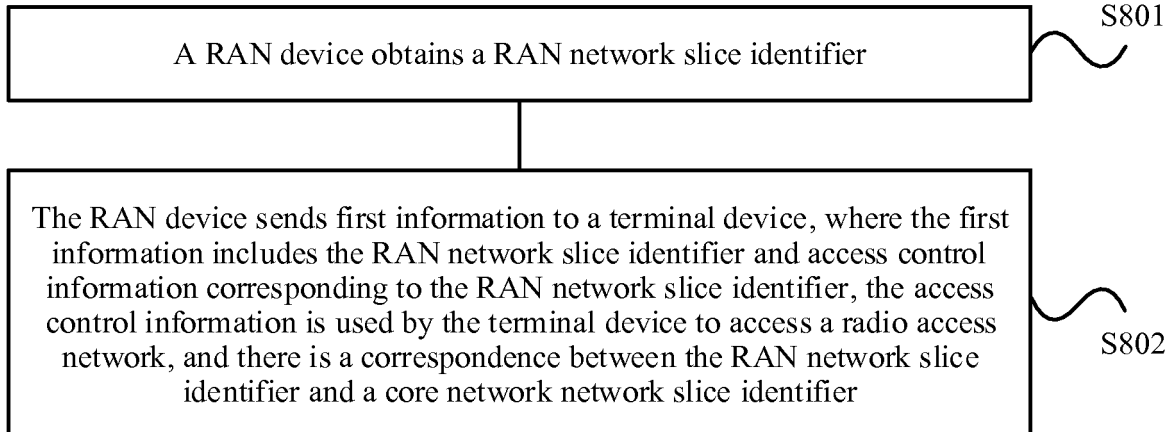 S801
A RAN device obtains a RAN network slice identifier
The RAN device sends first information to a terminal device, where the first
information includes the RAN network slice identifier and access control
information corresponding to the RAN network slice identifier, the access
control information is used by the terminal device to access a radio access
network, and there is a correspondence between the RAN network slice
identifier and a core network network slice identifier
S802